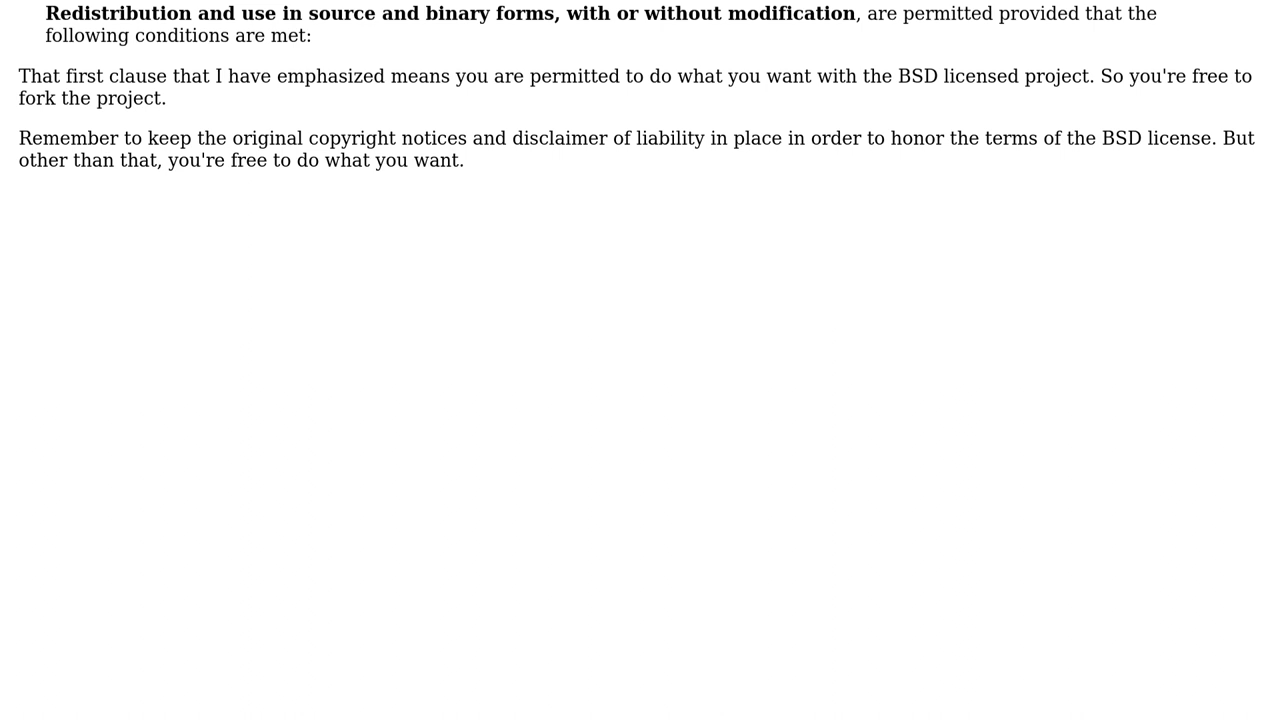 Redistribution and use in source and binary forms, with or without modification, are permitted provided that the
following conditions are met:
That first clause that I have emphasized means you are permitted to do what you want with the BSD licensed project. So you're free to
fork the project.
Remember to keep the original copyright notices and disclaimer of liability in place in order to honor the terms of the BSD license. But
other than that, you're free to do what you want.